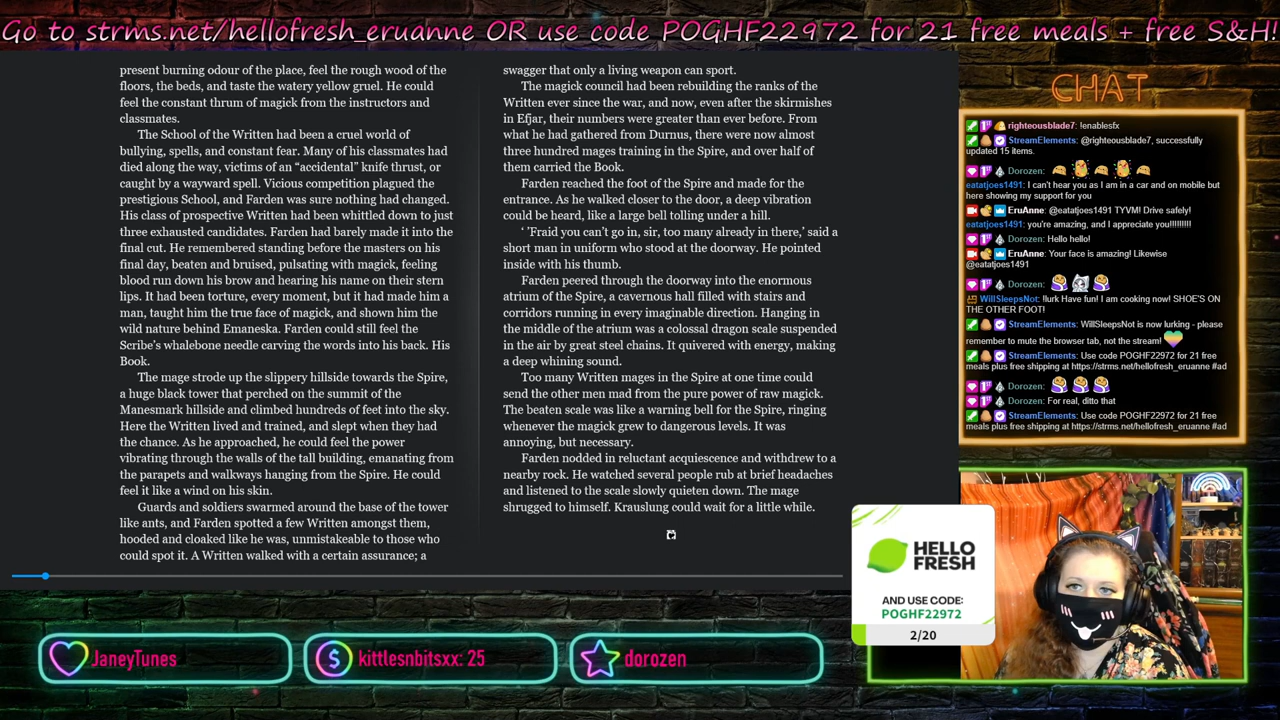 Go to strms.net/hellofresh_eruanne OR use code POGHF22972 for 21 free meals + free S&H!
present burning odour of the place, feel the rough wood of the
floors, the beds, and taste the watery yellow gruel. He could
feel the constant thrum of magick from the instructors and
classmates.
The School of the Written had been a cruel world of
bullying, spells, and constant fear. Many of his classmates had
died along the way, victims of an “accidental” knife thrust, or
caught by a wayward spell. Vicious competition plagued the
prestigious School, and Farden was sure nothing had changed.
His class of prospective Written had been whittled down to just
three exhausted candidates. Farden had barely made it into the
final cut. He remembered standing before the masters on his
final day, beaten and bruised, pulsating with magick, feeling
blood run down his brow and hearing his name on their stern
lips. It had been torture, every moment, but it had made him a
man, taught him the true face of magick, and shown him the
wild nature behind Emaneska. Farden could still feel the
Scribe's whalebone needle carving the words into his back. His
Book.
The mage strode up the slippery hillside towards the Spire,
a huge black tower that perched on the summit of the
Manesmark hillside and climbed hundreds of feet into the sky.
Here the Written lived and trained, and slept when they had
the chance. As he approached, he could feel the power
vibrating through the walls of the tall building, emanating from
the parapets and walkways hanging from the Spire. He could
feel it like a wind on his skin.
Guards and soldiers swarmed around the base of the tower
like ants, and Farden spotted a few Written amongst them,
hooded and cloaked like he was, unmistakeable to those who
could spot it. A Written walked with a certain assurance; a
swagger that only a living weapon can sport.
The magick council had been rebuilding the ranks of the
Written ever since the war, and now, even after the skirmishes
in Efjar, their numbers were greater than ever before. From
what he had gathered from Durnus, there were now almost
three hundred mages training in the Spire, and over half of
them carried the Book.
Farden reached the foot of the Spire and made for the
entrance. As he walked closer to the door, a deep vibration
could be heard, like a large bell tolling under a hill.
‘ 'Fraid you can't go in, sir, too many already in there,' said a
short man in uniform who stood at the doorway. He pointed
inside with his thumb.
Farden peered through the doorway into the enormous
atrium of the Spire, a cavernous hall filled with stairs and
corridors running in every imaginable direction. Hanging in
the middle of the atrium was a colossal dragon scale suspended
in the air by great steel chains. It quivered with energy, making
a deep whining sound.
Too many Written mages in the Spire at one time could
send the other men mad from the pure power of raw magick.
The beaten scale was like a warning bell for the Spire, ringing
whenever the magick grew to dangerous levels. It was
annoying, but necessary.
Farden nodded in reluctant acquiescence and withdrew to a
nearby rock. He watched several people rub at brief headaches
and listened to the scale slowly quieten down. The mage
shrugged to himself. Krauslung could wait for a little while.
CHAT
righteousblade7: !enablesfx
StreamElements: @righteousblade7, successfully
updated 15 items.
Dorozen:
eatatjoes1491: I can't hear you as I am in a car and on mobile but
here showing my support for you
EruAnne: @eatatjoes1491 TYVM! Drive safely!
eatatjoes1491: you're amazing, and I appreciate you!!!!!!!!!
Dorozen: Hello hello!
EruAnne: Your face is amazing! Likewise
@eatatjoes1491
Dorozen:
WillSleepsNot: !lurk Have fun! I am cooking now! SHOE'S ON
THE OTHER FOOT!
StreamElements: WillSleepsNot is now lurking - please
remember to mute the browser tab, not the stream!
StreamElements: Use code POGHF22972 for 21 free
meals plus free shipping at https://strms.net/hellofresh_eruanne #ad
Dorozen:
Dorozen: For real, ditto that
StreamElements: Use code POGHF22972 for 21 free
meals plus free shipping at https://strms.net/hellofresh_eruanne #ad
HELLO
FRESH
AND USE CODE:
POGHF22972
2/20
JaneyTunes
kittlesnbitsxx: 25
dorozen